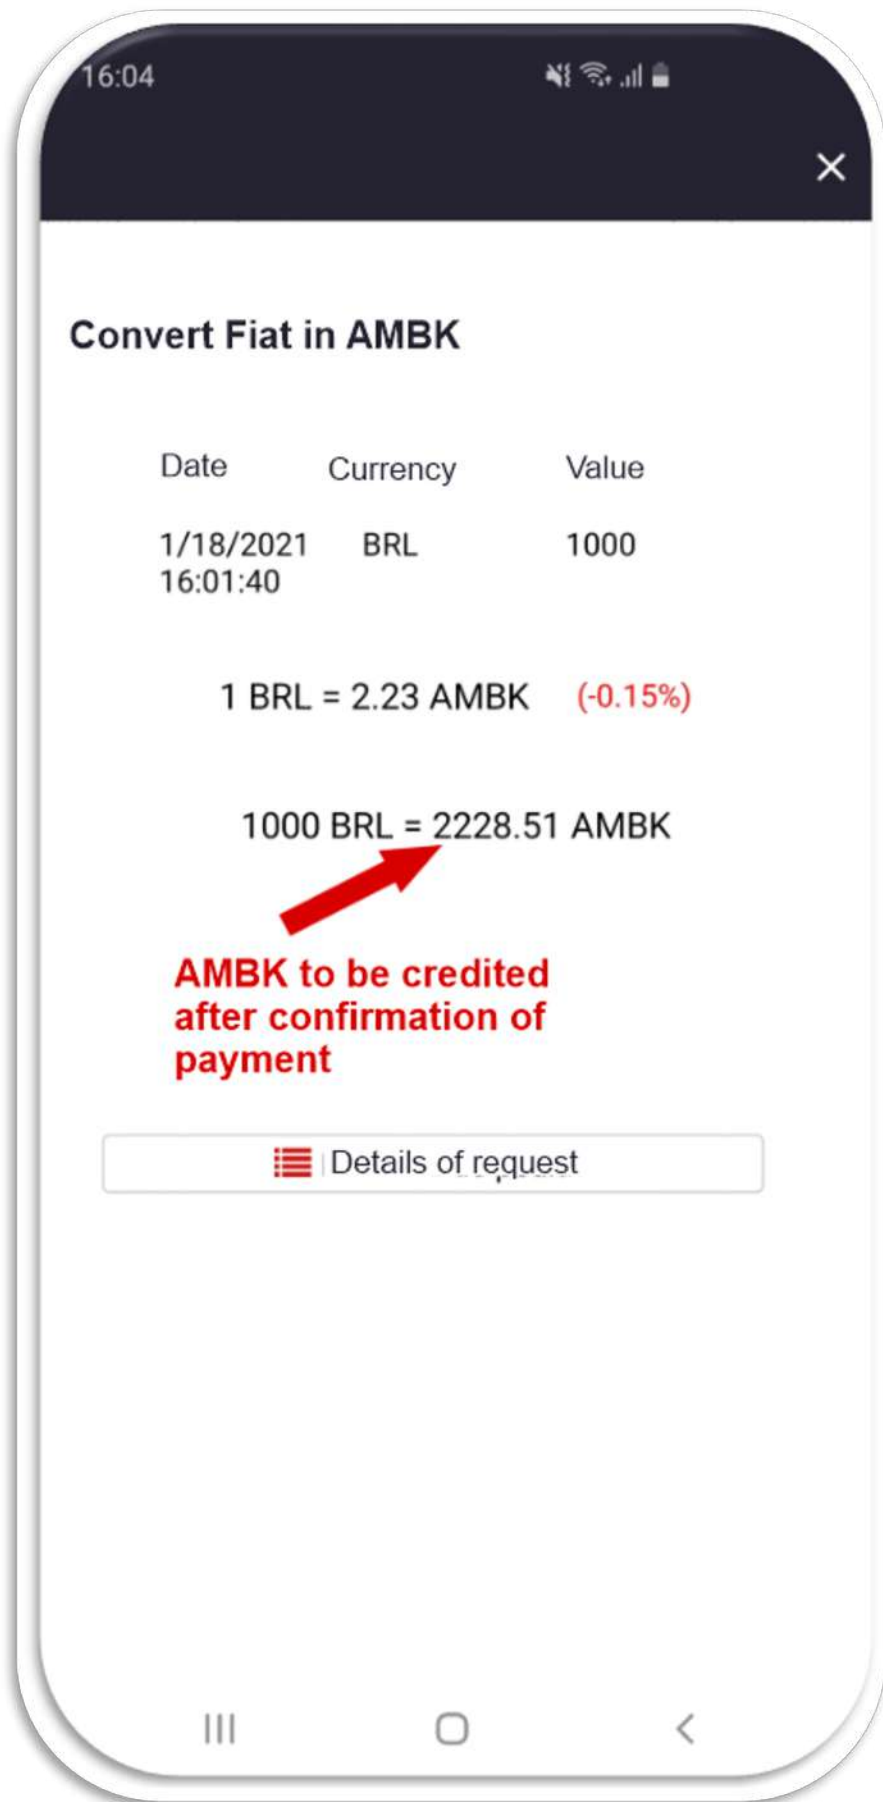 16:04
Convert Fiat in AMBK
Date Currency Value
1/18/2021 BRL 1000
16:01:40
1 BRL = 2.23 AMBK (-0.15%)
1000 BRL = 2228.51 AMBK
AMBK to be credited
after confirmation of
payment
Details of request